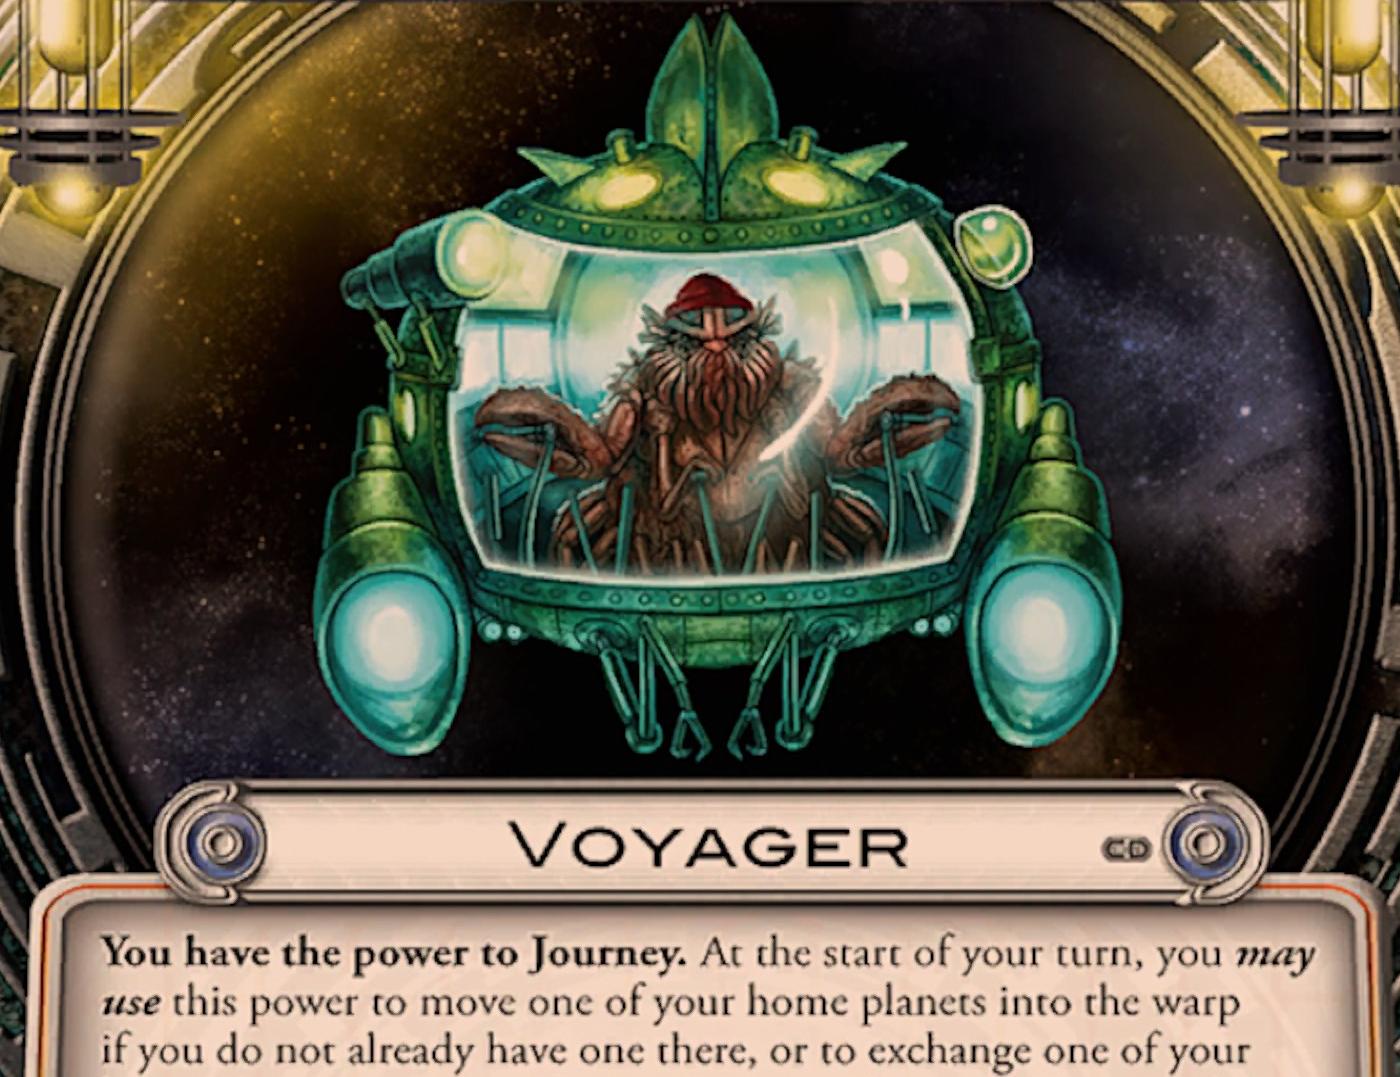 VOYAGER CD
You have the power to Journey. At the start of your turn, you may
use this power to move one of your home planets into the warp
if you do not already have one there, or to exchange one of your